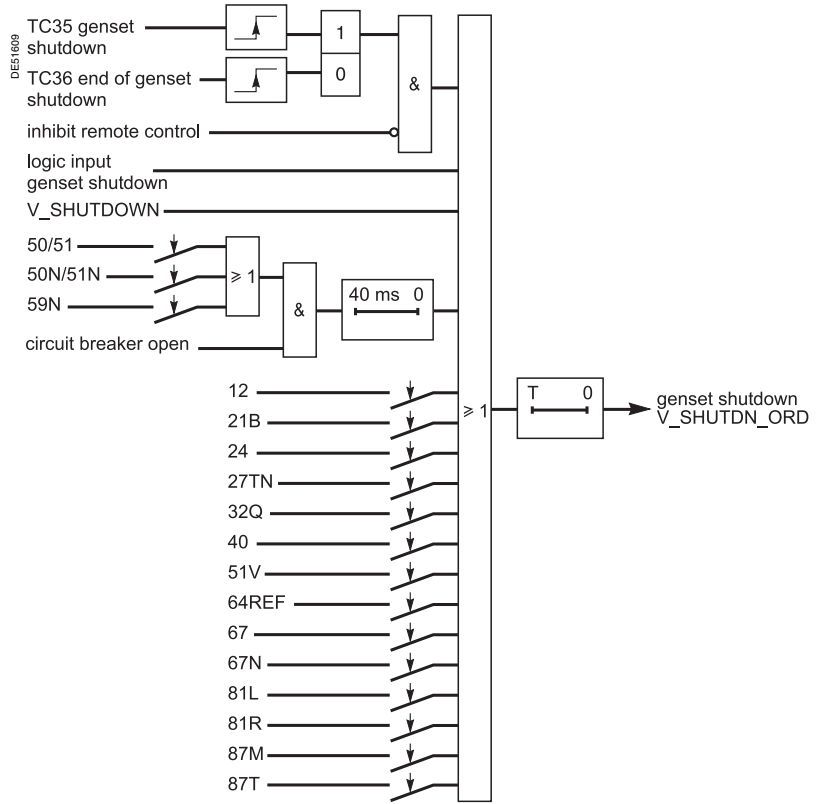 DE51609
TC35 genset
shutdown
1
TC36 end of genset
shutdown
0
&
inhibit remote control
logic input
genset shutdown
V_SHUTDOWN
50/51
50N/51N
⩾ 1
59N
&
40 ms 0
circuit breaker open
12
21B
24
27TN
32Q
40
51V
64REF
67
67N
81L
81R
87M
87T
⩾ 1
T 0
genset shutdown
V_SHUTDN_ORD